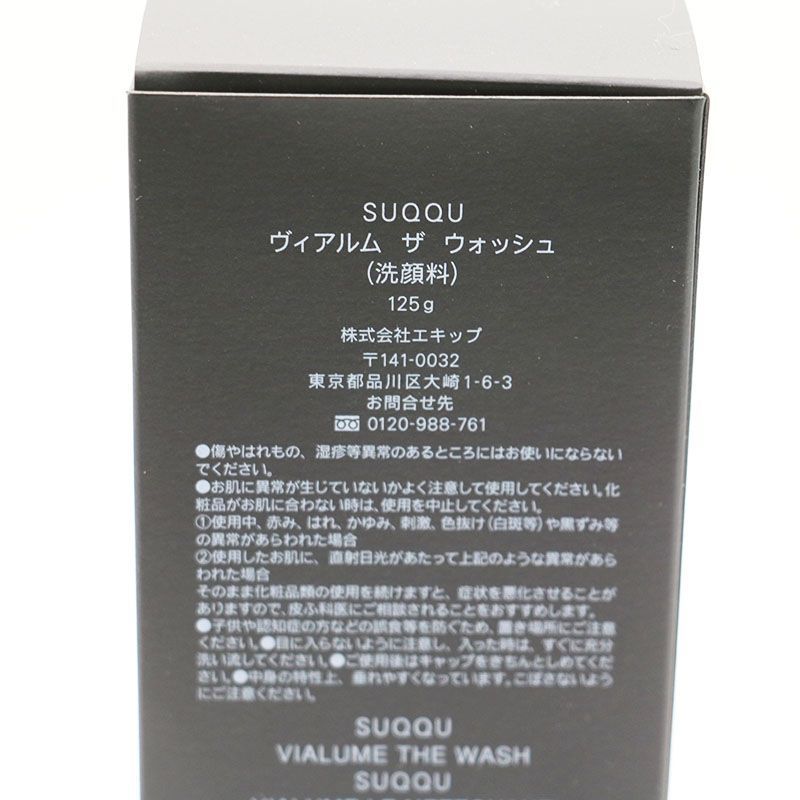 SUQQU
ヴィアルム ザ ウォッシュ
(洗顔料)
125g
株式会社エキップ
〒141-0032
東京都品川区大崎1-6-3
お問合せ先
0120-988-761
●傷やはれもの、湿疹等異常のあるところにはお使いにならない
でください。
●お肌に異常が生じていないかよく注意して使用してください。化
粧品がお肌に合わない時は、使用を中止してください。
①使用中、赤み、はれ、かゆみ、刺激、色抜け(白斑等)や黒ずみ等
の異常があらわれた場合
②使用したお肌に、直射日光があたって上記のような異常があら
われた場合
そのまま化粧品類の使用を続けますと、症状を悪化させることが
ありますので、皮ふ科医にご相談されることをおすすめします。
●子供や認知症の方などの誤食等を防ぐため、置き場所にご注意
ください。●目に入らないように注意し、入った時は、すぐに充分
洗い流してください。●ご使用後はキャップをきちんとしめてくだ
さい。●中身の特性上、垂れやすくなっています。こぼさないよう
にご注意ください。
SUQQU
VIALUME THE WASH
SUQQU